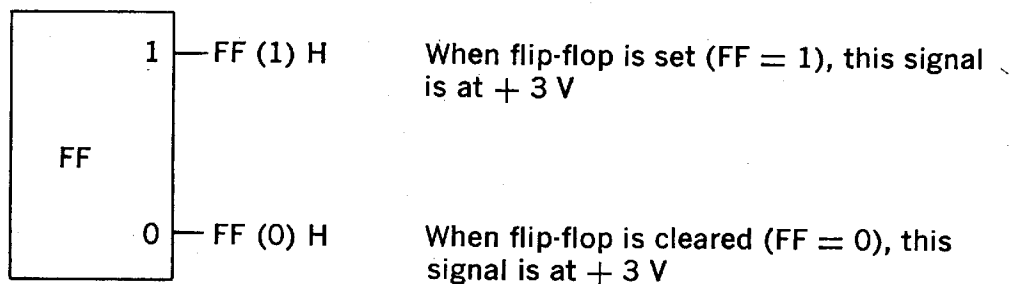 1 FF (1) H When flip-flop is set (FF = 1), this signal
is at + 3 V
FF
0 FF (0) H When flip-flop is cleared (FF = 0), this
signal is at + 3 V